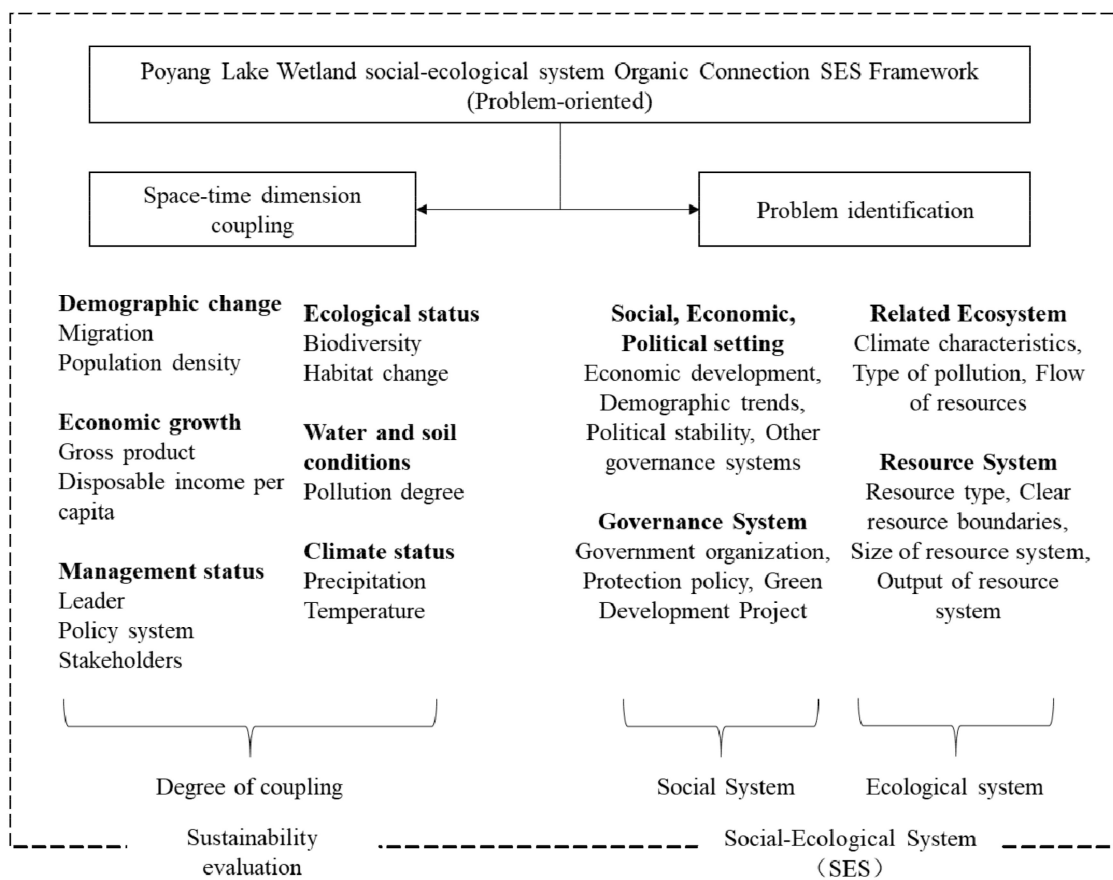 Poyang Lake Wetland social-ecological system Organic Connection SES Framework
(Problem-oriented)
Space-time dimension
coupling
Problem identification
Demographic change
Migration
Population density
Economic growth
Gross product
Disposable income per
capita
Management status
Leader
Policy system
Stakeholders
Ecological status
Biodiversity
Habitat change
Water and soil
conditions
Pollution degree
Climate status
Precipitation
Temperature
Social, Economic,
Political setting
Economic development,
Demographic trends,
Political stability, Other
governance systems
Governance System
Government organization,
Protection policy, Green
Development Project
Related Ecosystem
Climate characteristics,
Type of pollution, Flow
of resources
Resource System
Resource type, Clear
resource boundaries,
Size of resource system,
Output of resource
system
Degree of coupling
Social System
Ecological system
Sustainability
evaluation
Social-Ecological System
（SES）